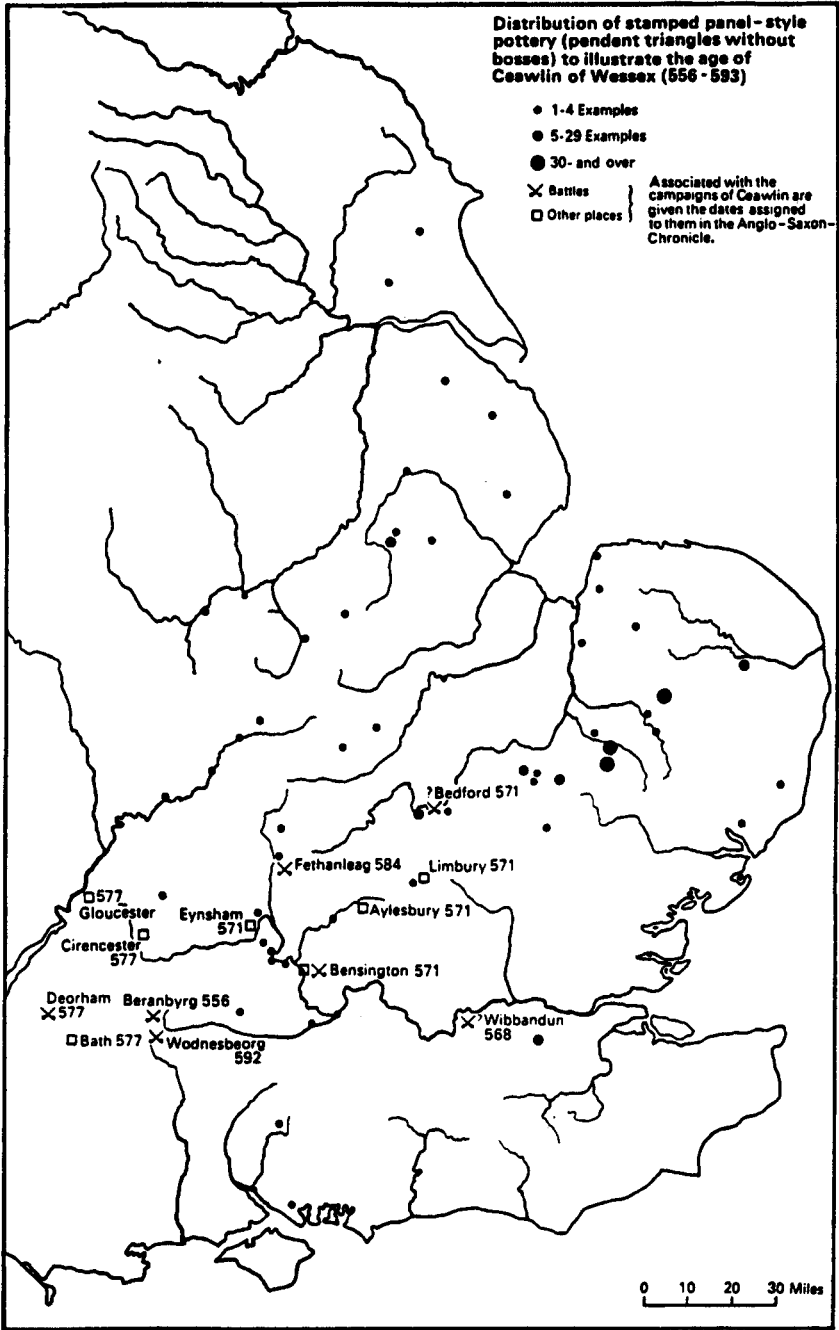 Distribution of stamped panel-style
pottery (pendent triangles without
bosses) to illustrate the age of
Ceawlin of Wessex (556-593)
1-4 Examples
5-29 Examples
30- and over
Battles
Other places
Associated with the
campaigns of Ceawlin are
given the dates assigned
to them in the Anglo-Saxon-
Chronicle.
?Bedford 571
Fethanleag 584
Limbury 571
577
Gloucester
Eynsham
571
Aylesbury 571
Cirencester
577
Bensington 571
Deorham
577
Beranbyrg 556
?Wibbandun
568
Bath 577
Wodnesbeorg
592
0 10 20 30 Miles